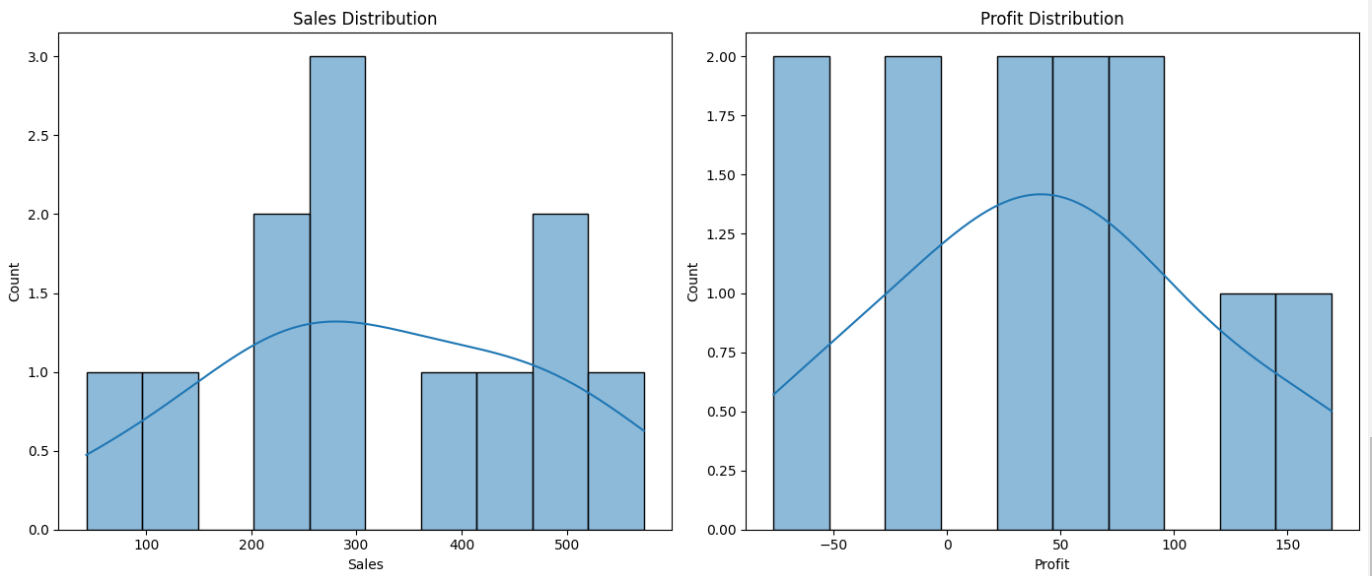 Sales Distribution
3.0
2.5
2.0
1.5
1.0
0.5
0.0
Count
100 200 300 400 500
Sales
Profit Distribution
2.00
1.75
1.50
1.25
1.00
0.75
0.50
0.25
0.00
Count
−50 0 50 100 150
Profit